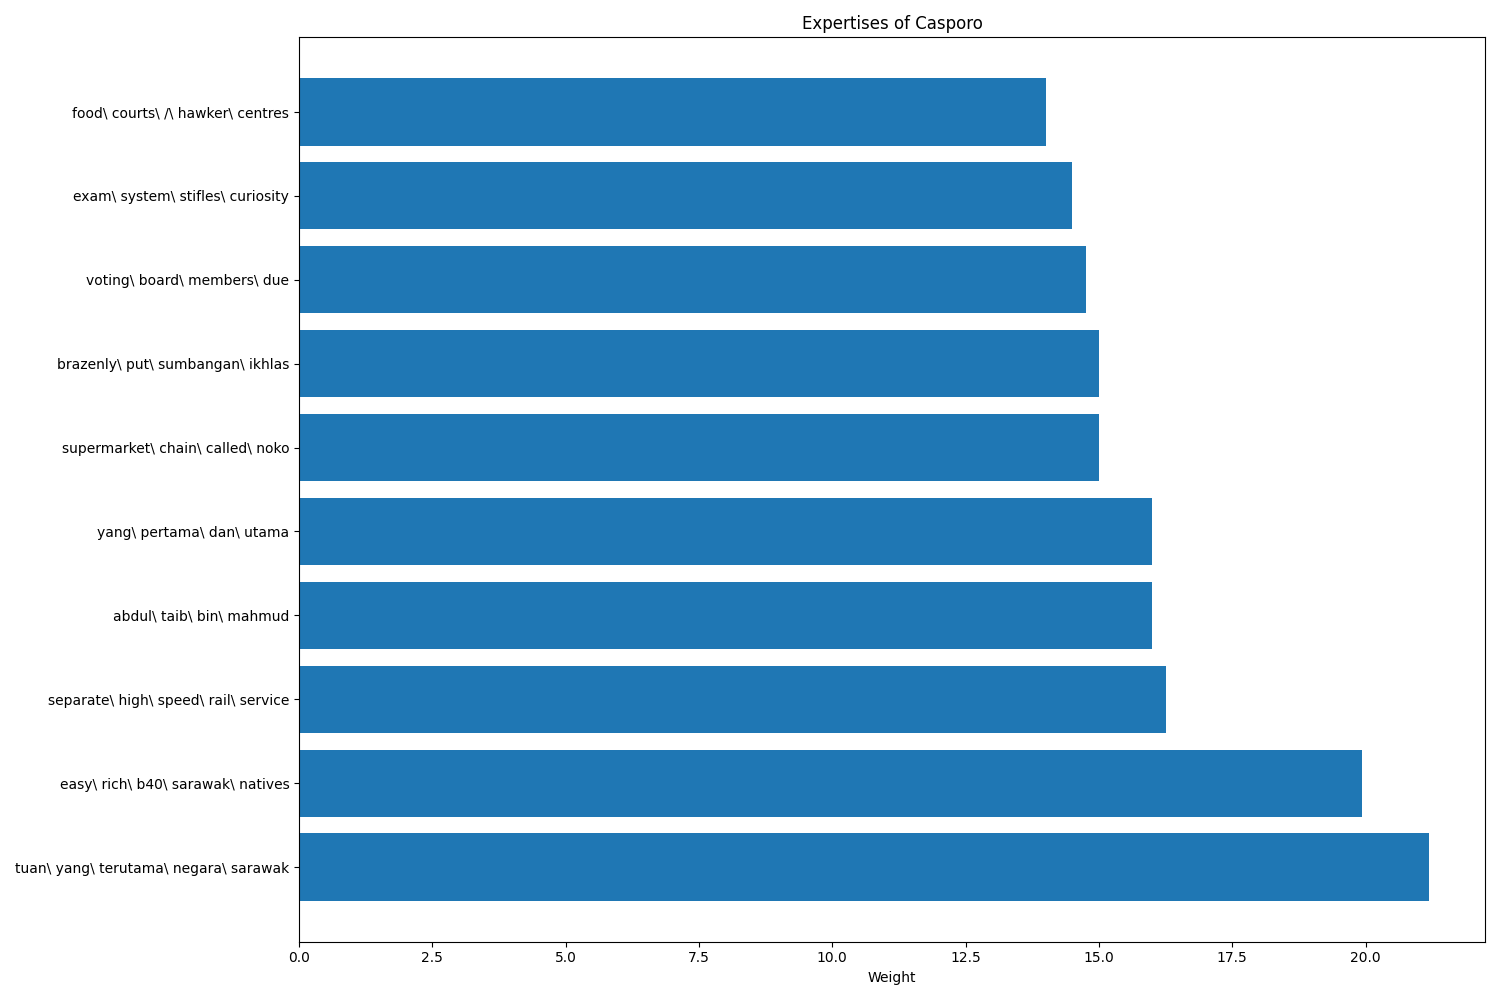 Expertises of Casporo
food\ courts\ /\ hawker\ centres
exam\ system\ stifles\ curiosity
voting\ board\ members\ due
brazenly\ put\ sumbangan\ ikhlas
supermarket\ chain\ called\ noko
yang\ pertama\ dan\ utama
abdul\ taib\ bin\ mahmud
separate\ high\ speed\ rail\ service
easy\ rich\ b40\ sarawak\ natives
tuan\ yang\ terutama\ negara\ sarawak
0.0 2.5 5.0 7.5 10.0 12.5 15.0 17.5 20.0
Weight